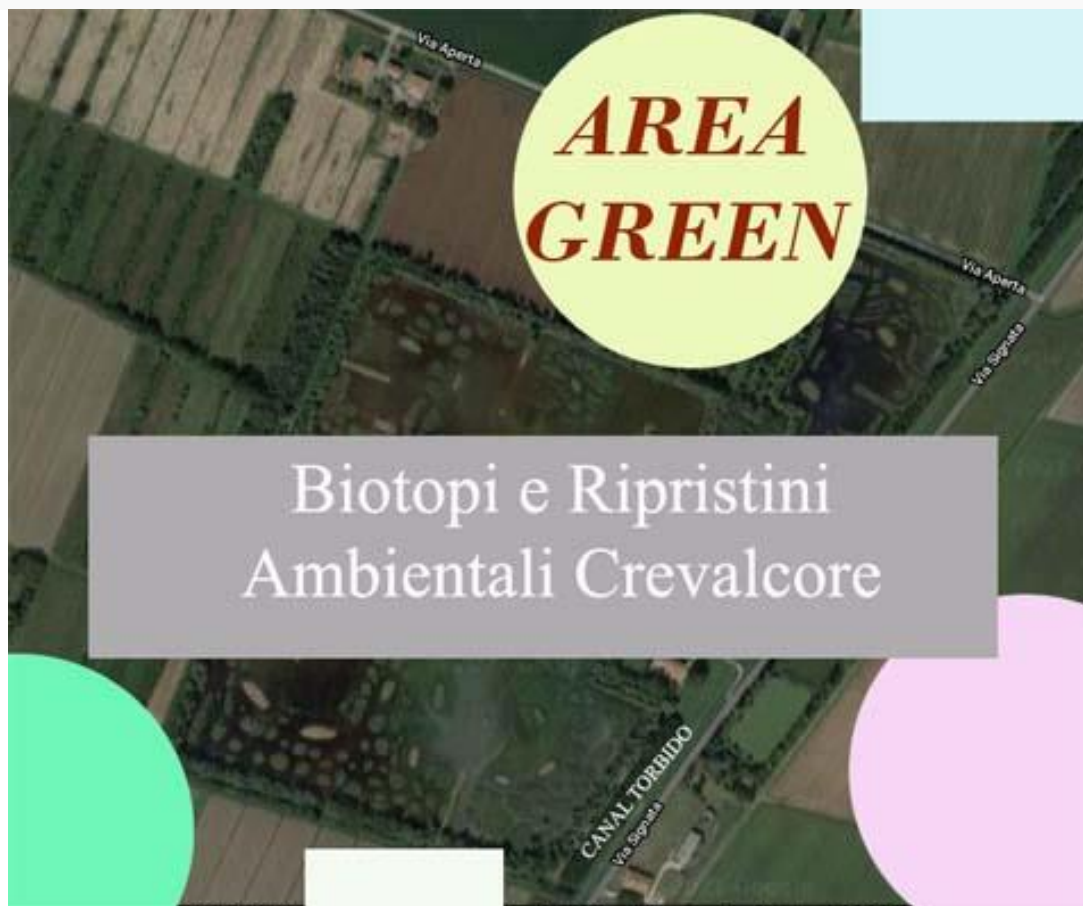 Via Aperta
AREA
GREEN
Via Aperta
Via Signata
Biotopi e Ripristini
Ambientali Crevalcore
CANAL TORBIDO
Via Signata